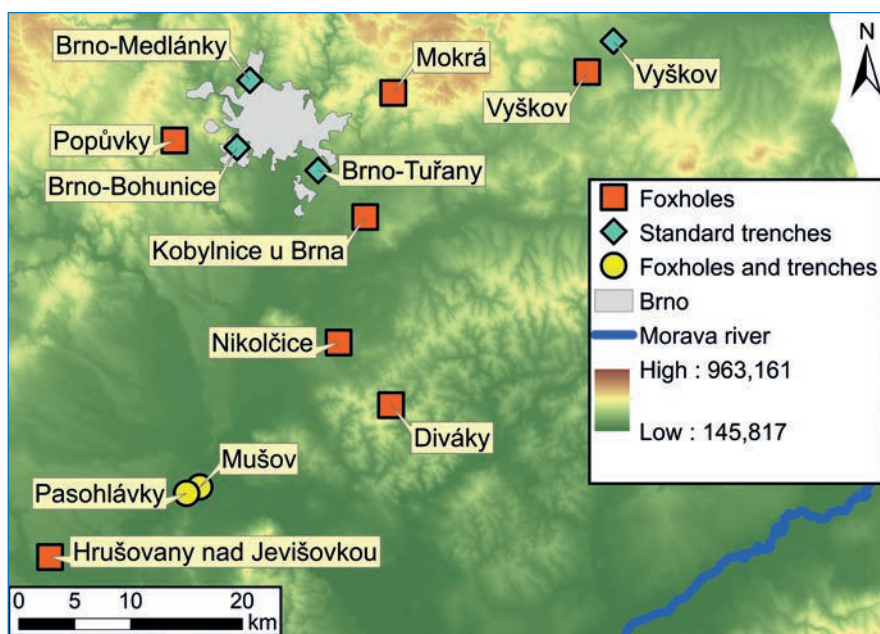 Brno-Medlánky
Mokrá
Vyškov
Vyškov
N
Popůvky
Brno-Bohunice
Brno-Tuřany
Kobylnice u Brna
Nikolčice
Diváky
Mušov
Pasohlávky
Hrušovany nad Jevišovkou
Foxholes
Standard trenches
Foxholes and trenches
Brno
Morava river
High : 963,161
Low : 145,817
0 5 10 20
km